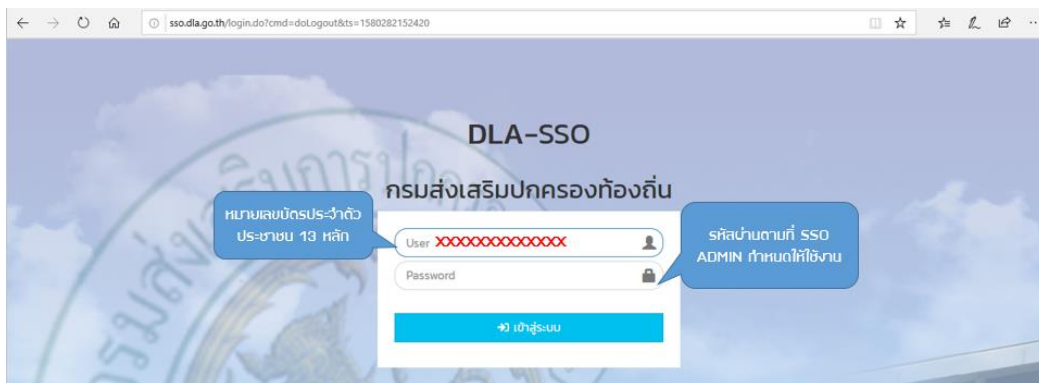 sso.dla.go.th/login.do?cmd=doLogout&ts=1580282152420
DLA-SSO
กรมส่งเสริมปกครองท้องถิ่น
หมายเลขบัตรประจำตัว
ประชาชน 13 หลัก
User XXXXXXXXXXXXX
Password
รหัสผ่านตามที่ SSO
ADMIN กำหนดให้ใช้งาน
เข้าสู่ระบบ